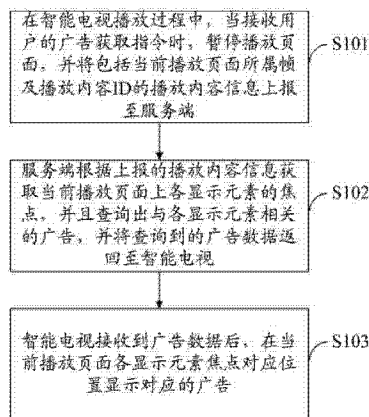 在智能电视播放过程中，当接收用
户的广告获取指令时，暂停播放页
面，并将包括当前播放页面所属帧
及播放内容ID的播放内容信息上报
至服务端
S101
服务端根据上报的播放内容信息获
取当前播放页面上各显示元素的焦
点，并且查询出与各显示元素相关
的广告，并将查询到的广告数据返
回至智能电视
S102
智能电视接收到广告数据后，在当
前播放页面各显示元素焦点对应位
置显示对应的广告
S103